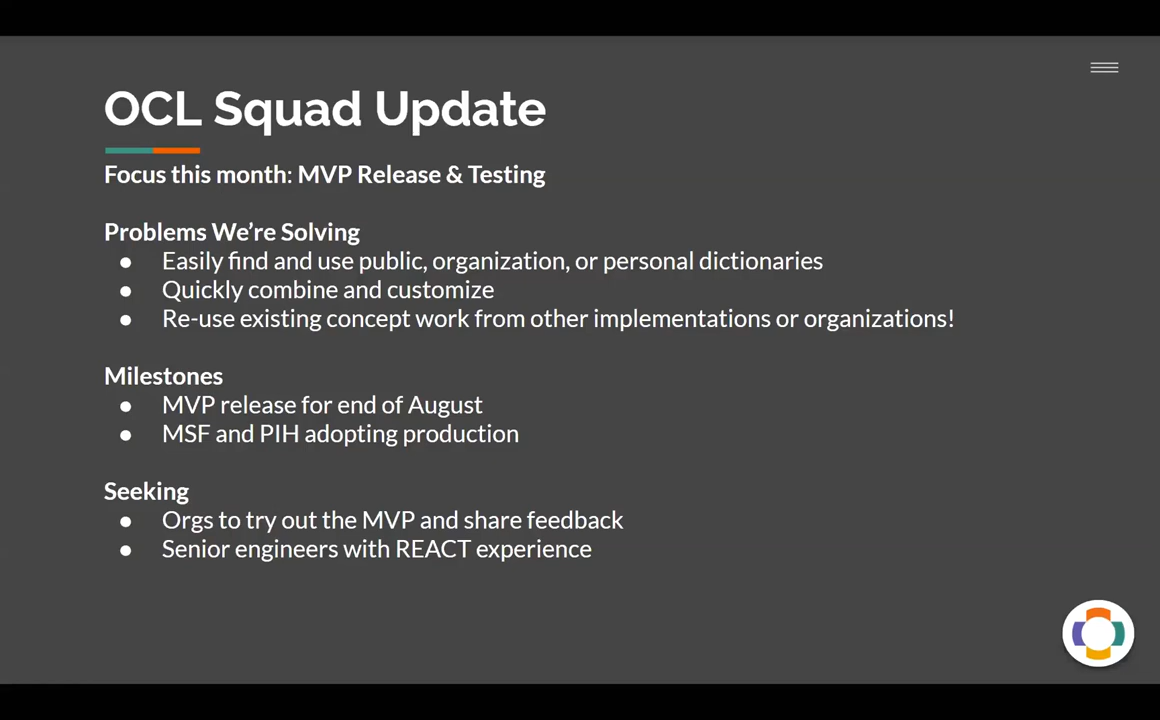 OCL Squad Update
Focus this month: MVP Release & Testing
Problems We're Solving
● Easily find and use public, organization, or personal dictionaries
● Quickly combine and customize
● Re-use existing concept work from other implementations or organizations!
Milestones
● MVP release for end of August
● MSF and PIH adopting production
Seeking
● Orgs to try out the MVP and share feedback
● Senior engineers with REACT experience